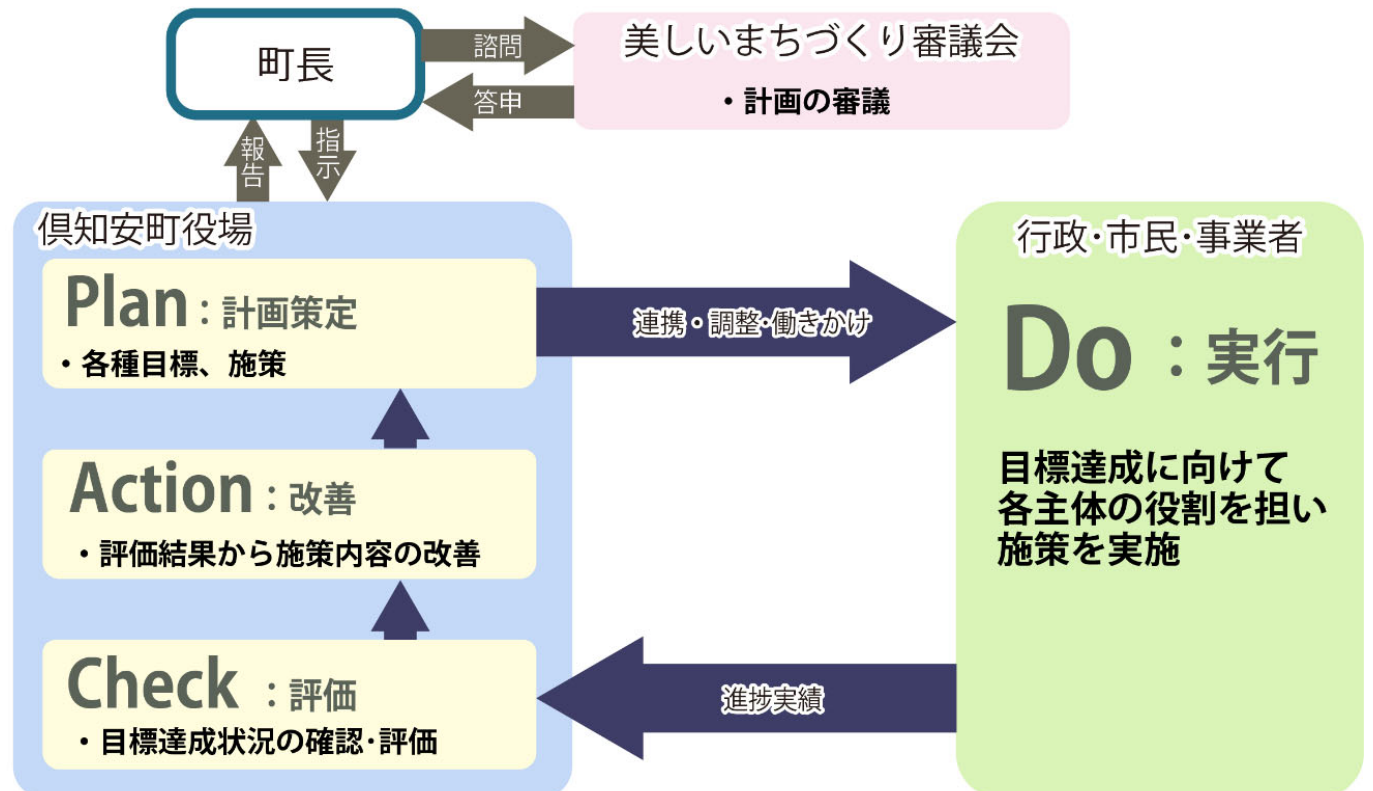 町長
諮問
答申
美しいまちづくり審議会
・計画の審議
報告
指示
倶知安町役場
Plan：計画策定
・各種目標、施策
Action：改善
・評価結果から施策内容の改善
Check：評価
・目標達成状況の確認･評価
連携・調整･働きかけ
進捗実績
行政･市民･事業者
Do：実行
目標達成に向けて
各主体の役割を担い
施策を実施